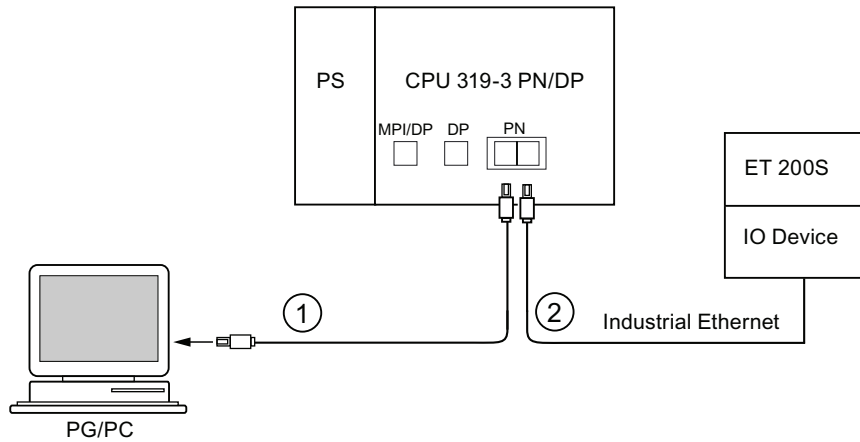 PS
CPU 319-3 PN/DP
MPI/DP
DP
PN
ET 200S
IO Device
1
2
Industrial Ethernet
PG/PC